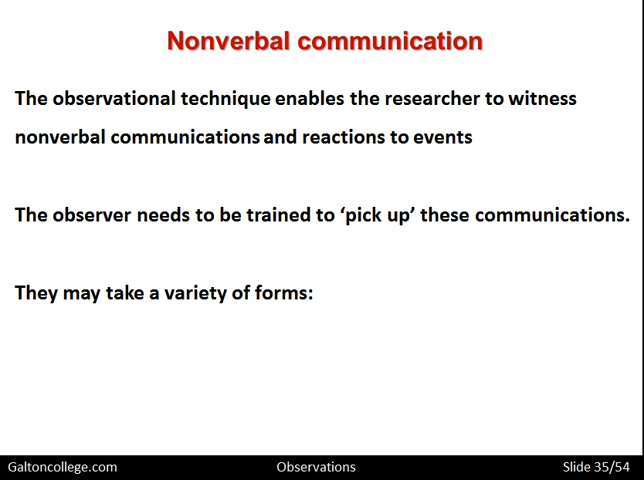 Nonverbal communication
The observational technique enables the researcher to witness
nonverbal communications and reactions to events
The observer needs to be trained to ‘pick up’ these communications.
They may take a variety of forms:
Galtoncollege.com Observations Slide 35/54